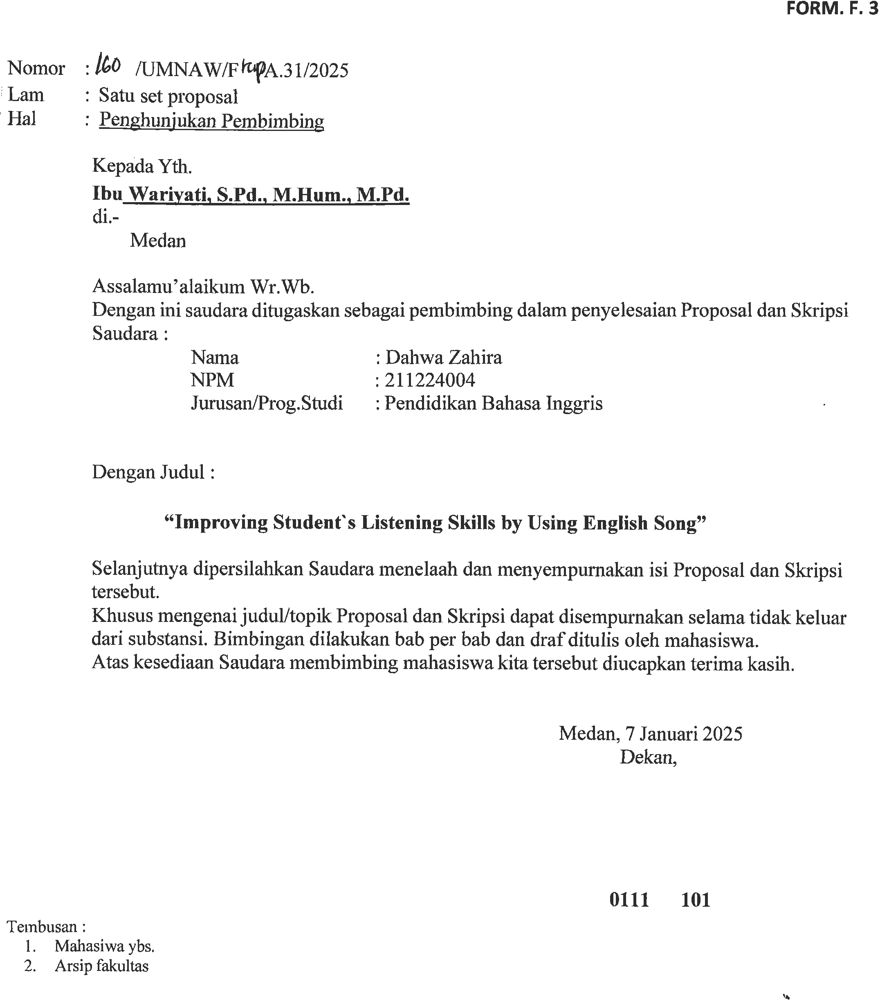 FORM. F. 3
Nomor : 160 /UMNAW/F A.31/2025
Lam : Satu set proposal
Hal : Penghunjukan Pembimbing
Kepada Yth.
Ibu Wariyati, S.Pd., M.Hum., M.Pd.
di.-
Medan
Assalamu’alaikum Wr.Wb.
Dengan ini saudara ditugaskan sebagai pembimbing dalam penyelesaian Proposal dan Skripsi
Saudara :
Nama : Dahwa Zahira
NPM : 211224004
Jurusan/Prog.Studi : Pendidikan Bahasa Inggris
Dengan Judul :
“Improving Student`s Listening Skills by Using English Song”
Selanjutnya dipersilahkan Saudara menelaah dan menyempurnakan isi Proposal dan Skripsi
tersebut.
Khusus mengenai judul/topik Proposal dan Skripsi dapat disempurnakan selama tidak keluar
dari substansi. Bimbingan dilakukan bab per bab dan draf ditulis oleh mahasiswa.
Atas kesediaan Saudara membimbing mahasiswa kita tersebut diucapkan terima kasih.
Medan, 7 Januari 2025
Dekan,
0111 101
Tembusan :
1. Mahasiwa ybs.
2. Arsip fakultas